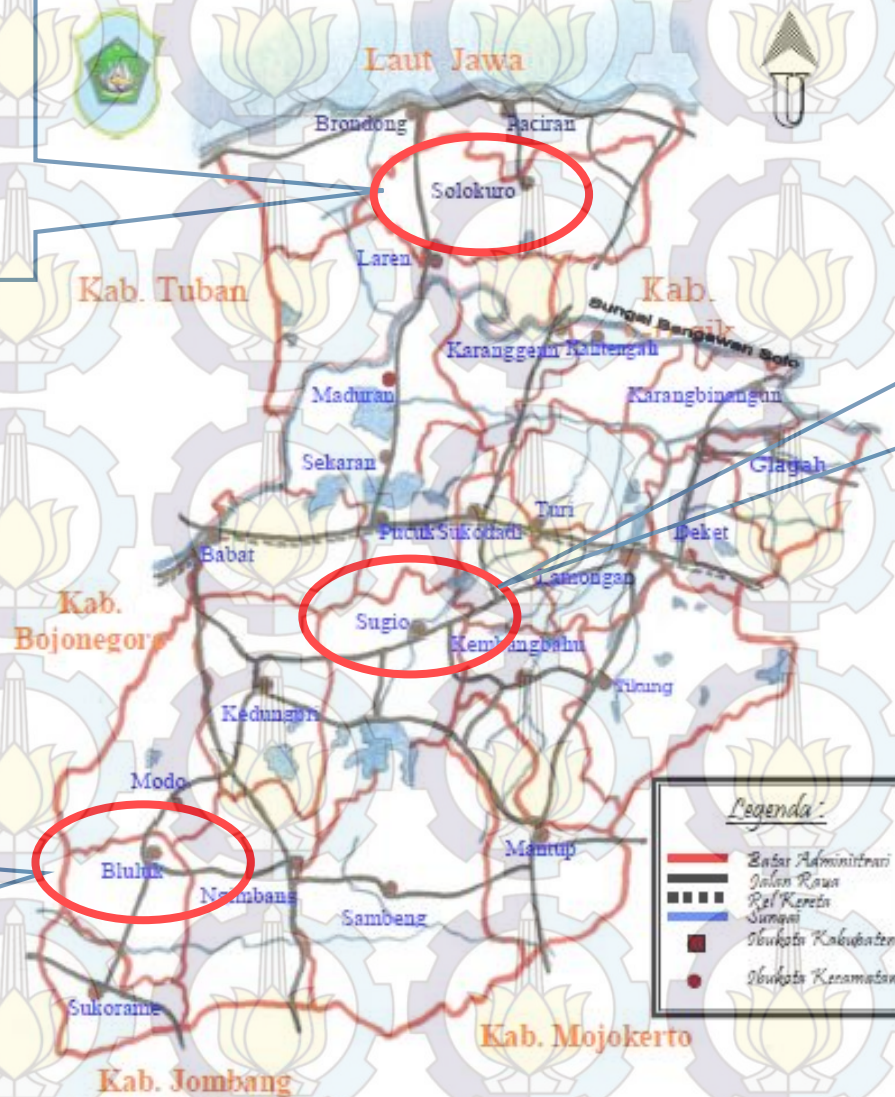 Laut Jawa
Brondong
Paciran
Solokuro
Laren
Kab. Tuban
Kab.
Sungai Bengawan Solo
Karanggeneng
Karangbinangun
Maduran
Sekaran
Glagah
Turi
Pucuk
Sukodadi
Deket
Babat
Lamongan
Kab.
Bojonegoro
Sugio
Kembangbahu
Tikung
Kedungpri
Modo
Legenda :
Mantup
Batas Administrasi
Jalan Raya
Bluluk
Rel Kereta
Ngimbang
Sungai
Sambeng
Ibukota Kabupaten
Ibukota Kecamatan
Sukorame
Kab. Mojokerto
Kab. Jombang